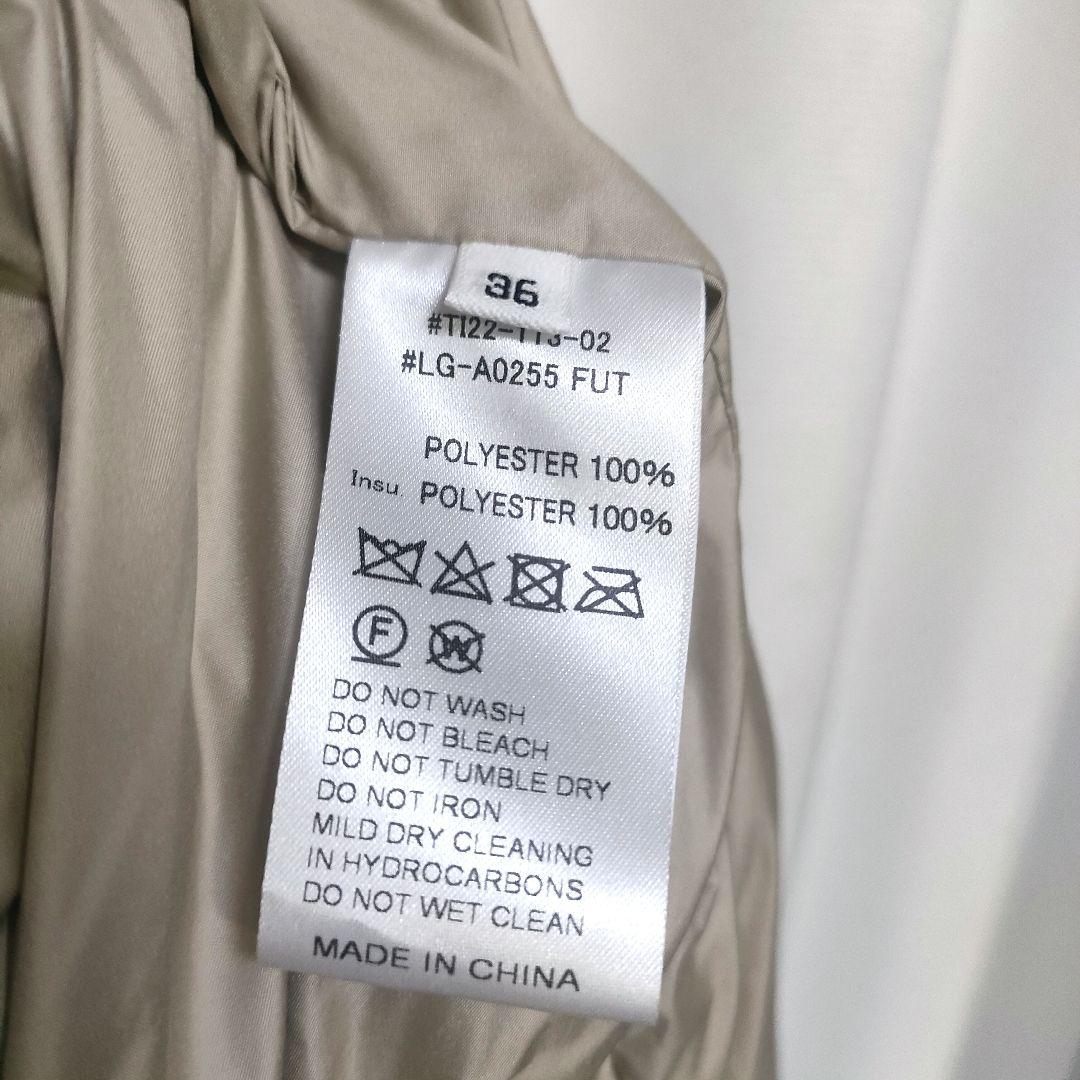 36
#TI22-113-02
#LG-A0255 FUT
POLYESTER 100%
Insu. POLYESTER 100%
F
W
DO NOT WASH
DO NOT BLEACH
DO NOT TUMBLE DRY
DO NOT IRON
MILD DRY CLEANING
IN HYDROCARBONS
DO NOT WET CLEAN
MADE IN CHINA